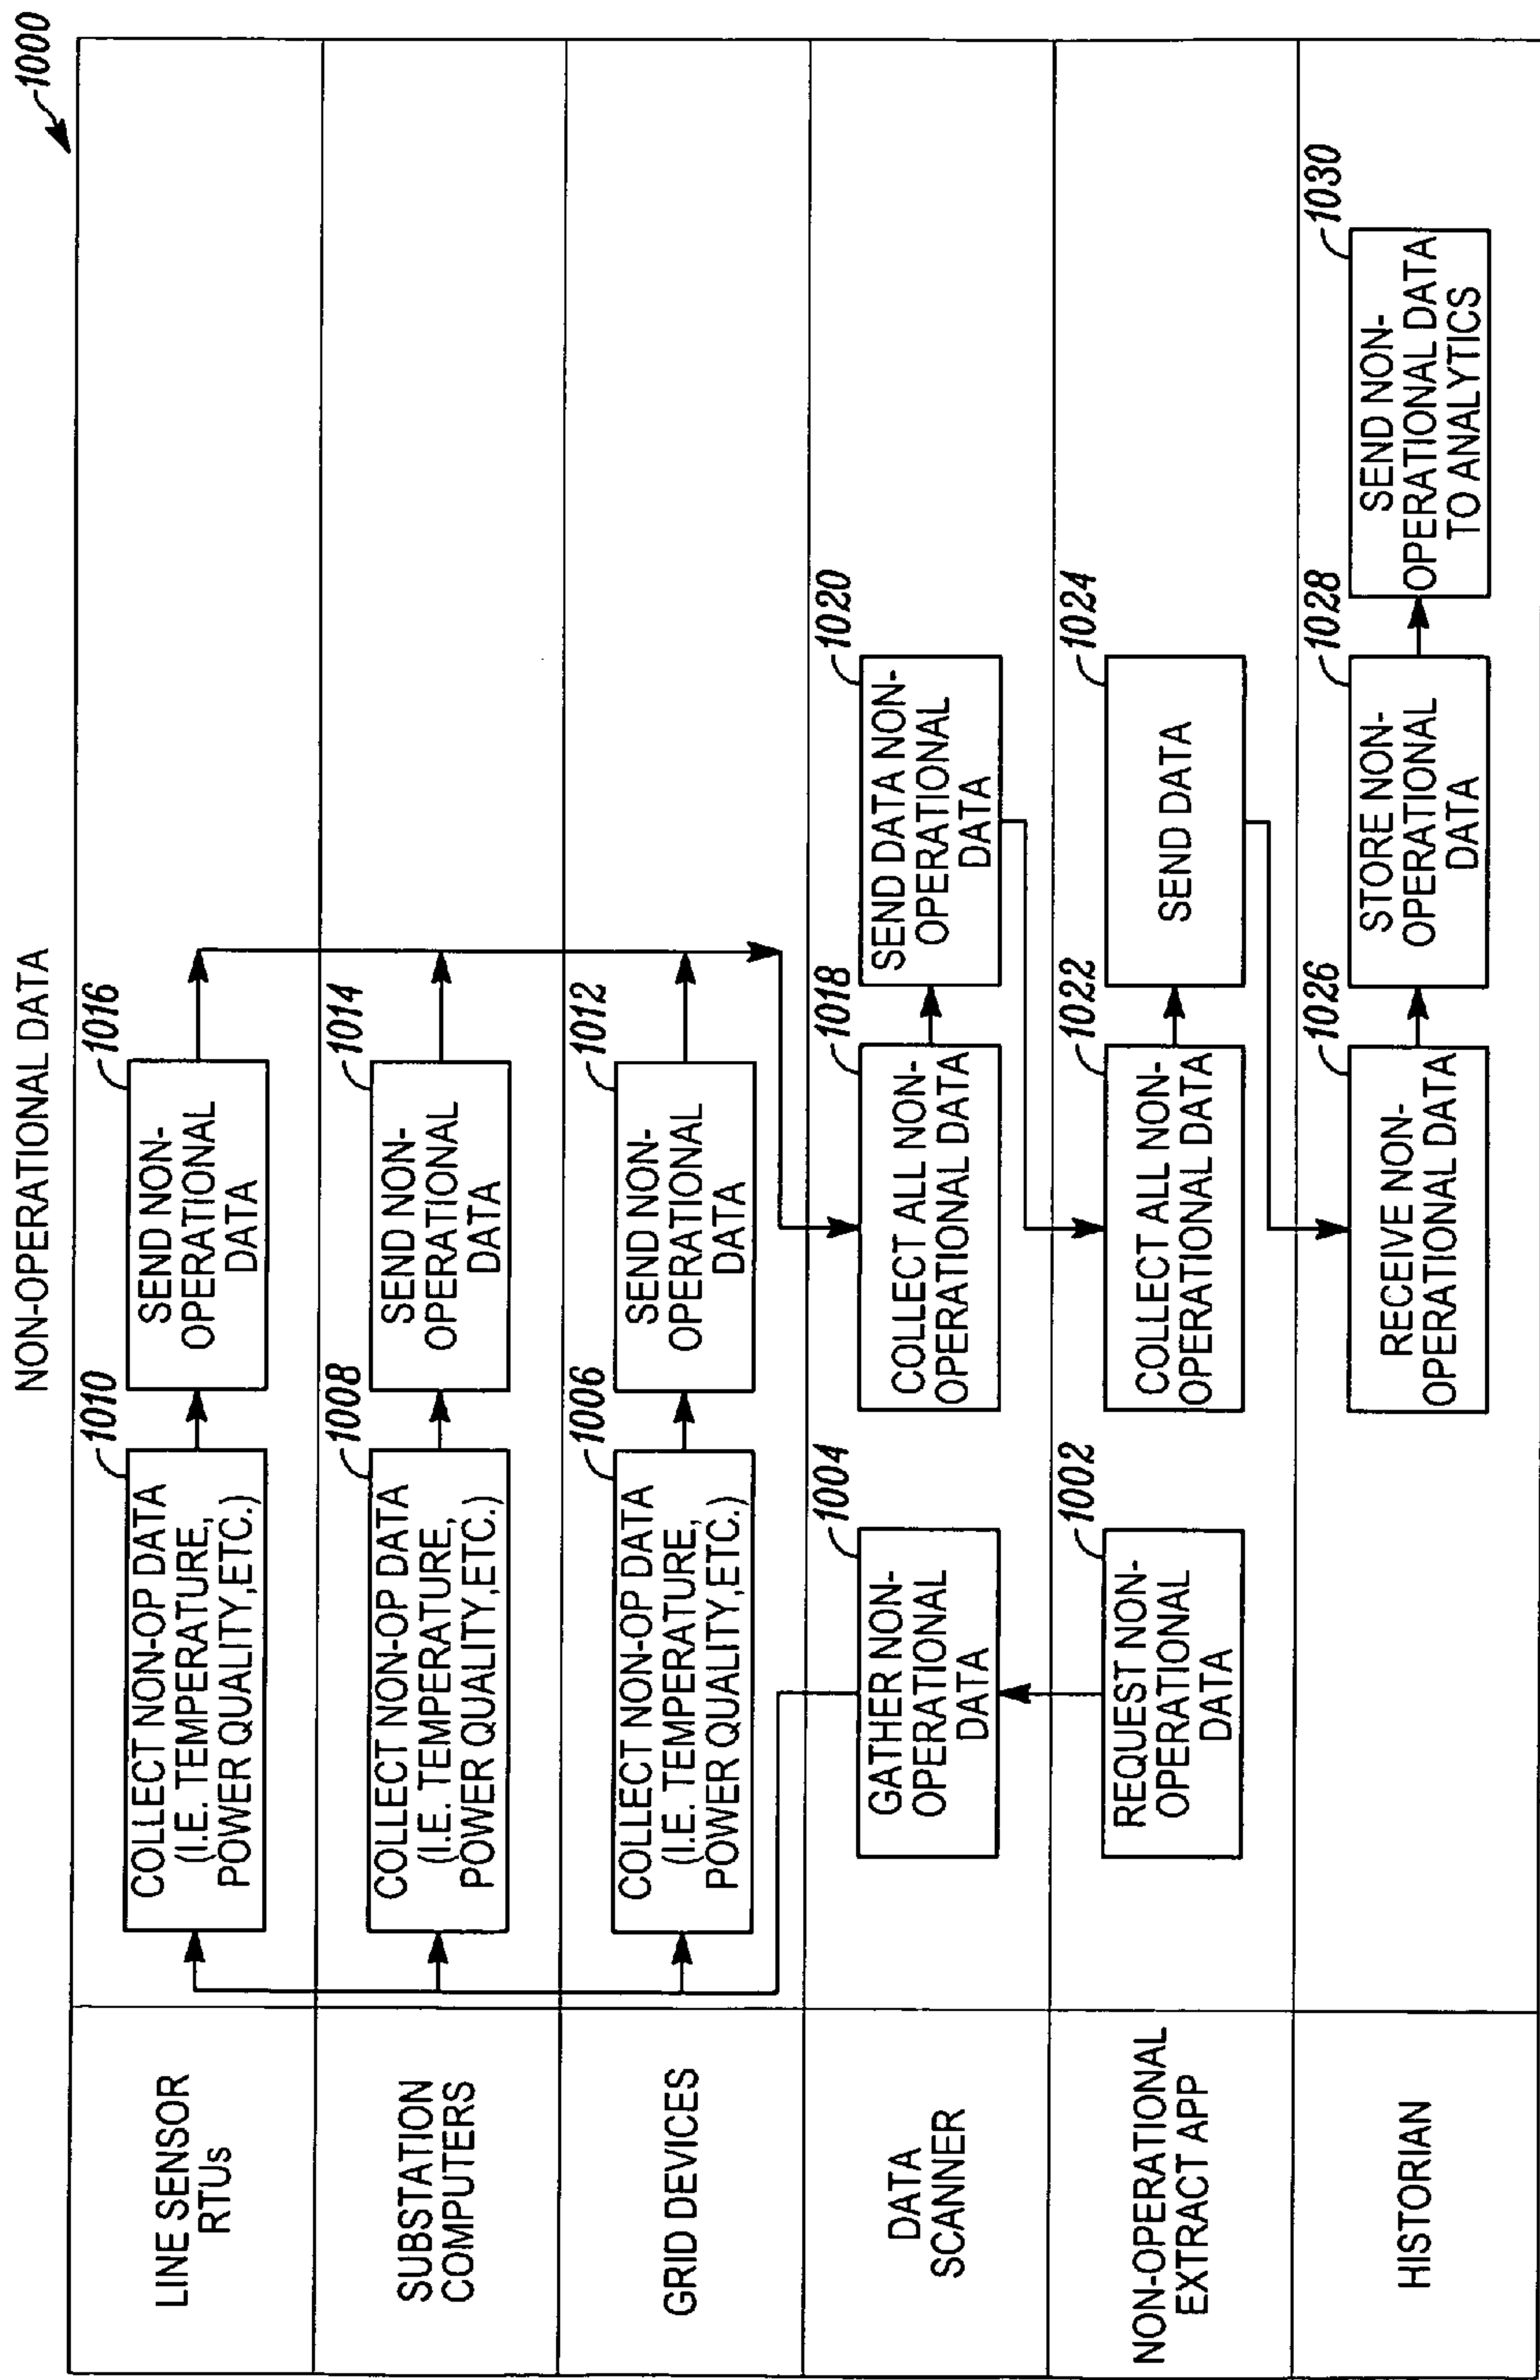 NON-OPERATIONAL DATA
1000
LINE SENSOR
RTUs
1010
COLLECT NON-OP DATA
(I.E. TEMPERATURE,
POWER QUALITY,ETC.)
1016
SEND NON-
OPERATIONAL
DATA
SUBSTATION
COMPUTERS
1008
COLLECT NON-OP DATA
(I.E. TEMPERATURE,
POWER QUALITY,ETC.)
1014
SEND NON-
OPERATIONAL
DATA
GRID DEVICES
1006
COLLECT NON-OP DATA
(I.E. TEMPERATURE,
POWER QUALITY,ETC.)
1012
SEND NON-
OPERATIONAL
DATA
DATA
SCANNER
1004
GATHER NON-
OPERATIONAL
DATA
1018
COLLECT ALL NON-
OPERATIONAL DATA
1020
SEND DATA NON-
OPERATIONAL
DATA
NON-OPERATIONAL
EXTRACT APP
1002
REQUEST NON-
OPERATIONAL
DATA
1022
COLLECT ALL NON-
OPERATIONAL DATA
1024
SEND DATA
HISTORIAN
1026
RECEIVE NON-
OPERATIONAL DATA
1028
STORE NON-
OPERATIONAL
DATA
1030
SEND NON-
OPERATIONAL DATA
TO ANALYTICS